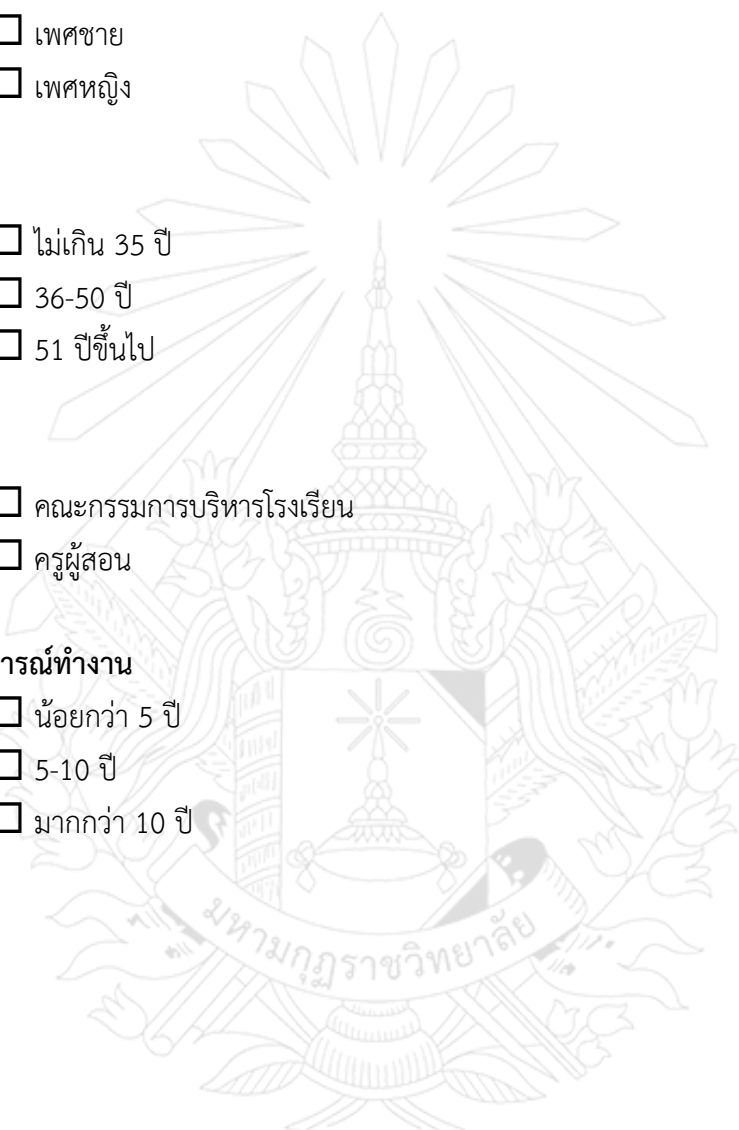 ☐ เพศชาย
☐ เพศหญิง
☐ ไม่เกิน 35 ปี
☐ 36-50 ปี
☐ 51 ปีขึ้นไป
☐ คณะกรรมการบริหารโรงเรียน
☐ ครูผู้สอน
ารณ์ทำงาน
☐ น้อยกว่า 5 ปี
☐ 5-10 ปี
☐ มากกว่า 10 ปี
มหามกุฏราชวิทยาลัย